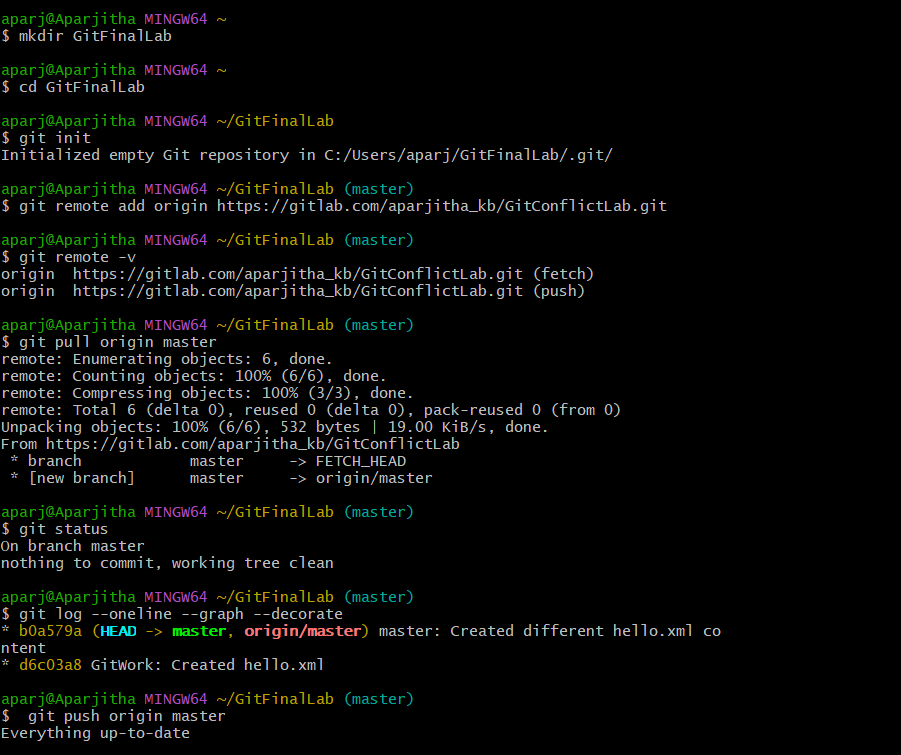 aparj@Aparjitha MINGW64 ~
$ mkdir GitFinalLab
aparj@Aparjitha MINGW64 ~
$ cd GitFinalLab
aparj@Aparjitha MINGW64 ~/GitFinalLab
$ git init
Initialized empty Git repository in C:/Users/aparj/GitFinalLab/.git/
aparj@Aparjitha MINGW64 ~/GitFinalLab (master)
$ git remote add origin https://gitlab.com/aparjitha_kb/GitConflictLab.git
aparj@Aparjitha MINGW64 ~/GitFinalLab (master)
$ git remote -v
origin  https://gitlab.com/aparjitha_kb/GitConflictLab.git (fetch)
origin  https://gitlab.com/aparjitha_kb/GitConflictLab.git (push)
aparj@Aparjitha MINGW64 ~/GitFinalLab (master)
$ git pull origin master
remote: Enumerating objects: 6, done.
remote: Counting objects: 100% (6/6), done.
remote: Compressing objects: 100% (3/3), done.
remote: Total 6 (delta 0), reused 0 (delta 0), pack-reused 0 (from 0)
Unpacking objects: 100% (6/6), 532 bytes | 19.00 KiB/s, done.
From https://gitlab.com/aparjitha_kb/GitConflictLab
 * branch            master     -> FETCH_HEAD
 * [new branch]      master     -> origin/master
aparj@Aparjitha MINGW64 ~/GitFinalLab (master)
$ git status
On branch master
nothing to commit, working tree clean
aparj@Aparjitha MINGW64 ~/GitFinalLab (master)
$ git log --oneline --graph --decorate
* b0a579a (HEAD -> master, origin/master) master: Created different hello.xml co
ntent
* d6c03a8 GitWork: Created hello.xml
aparj@Aparjitha MINGW64 ~/GitFinalLab (master)
$  git push origin master
Everything up-to-date